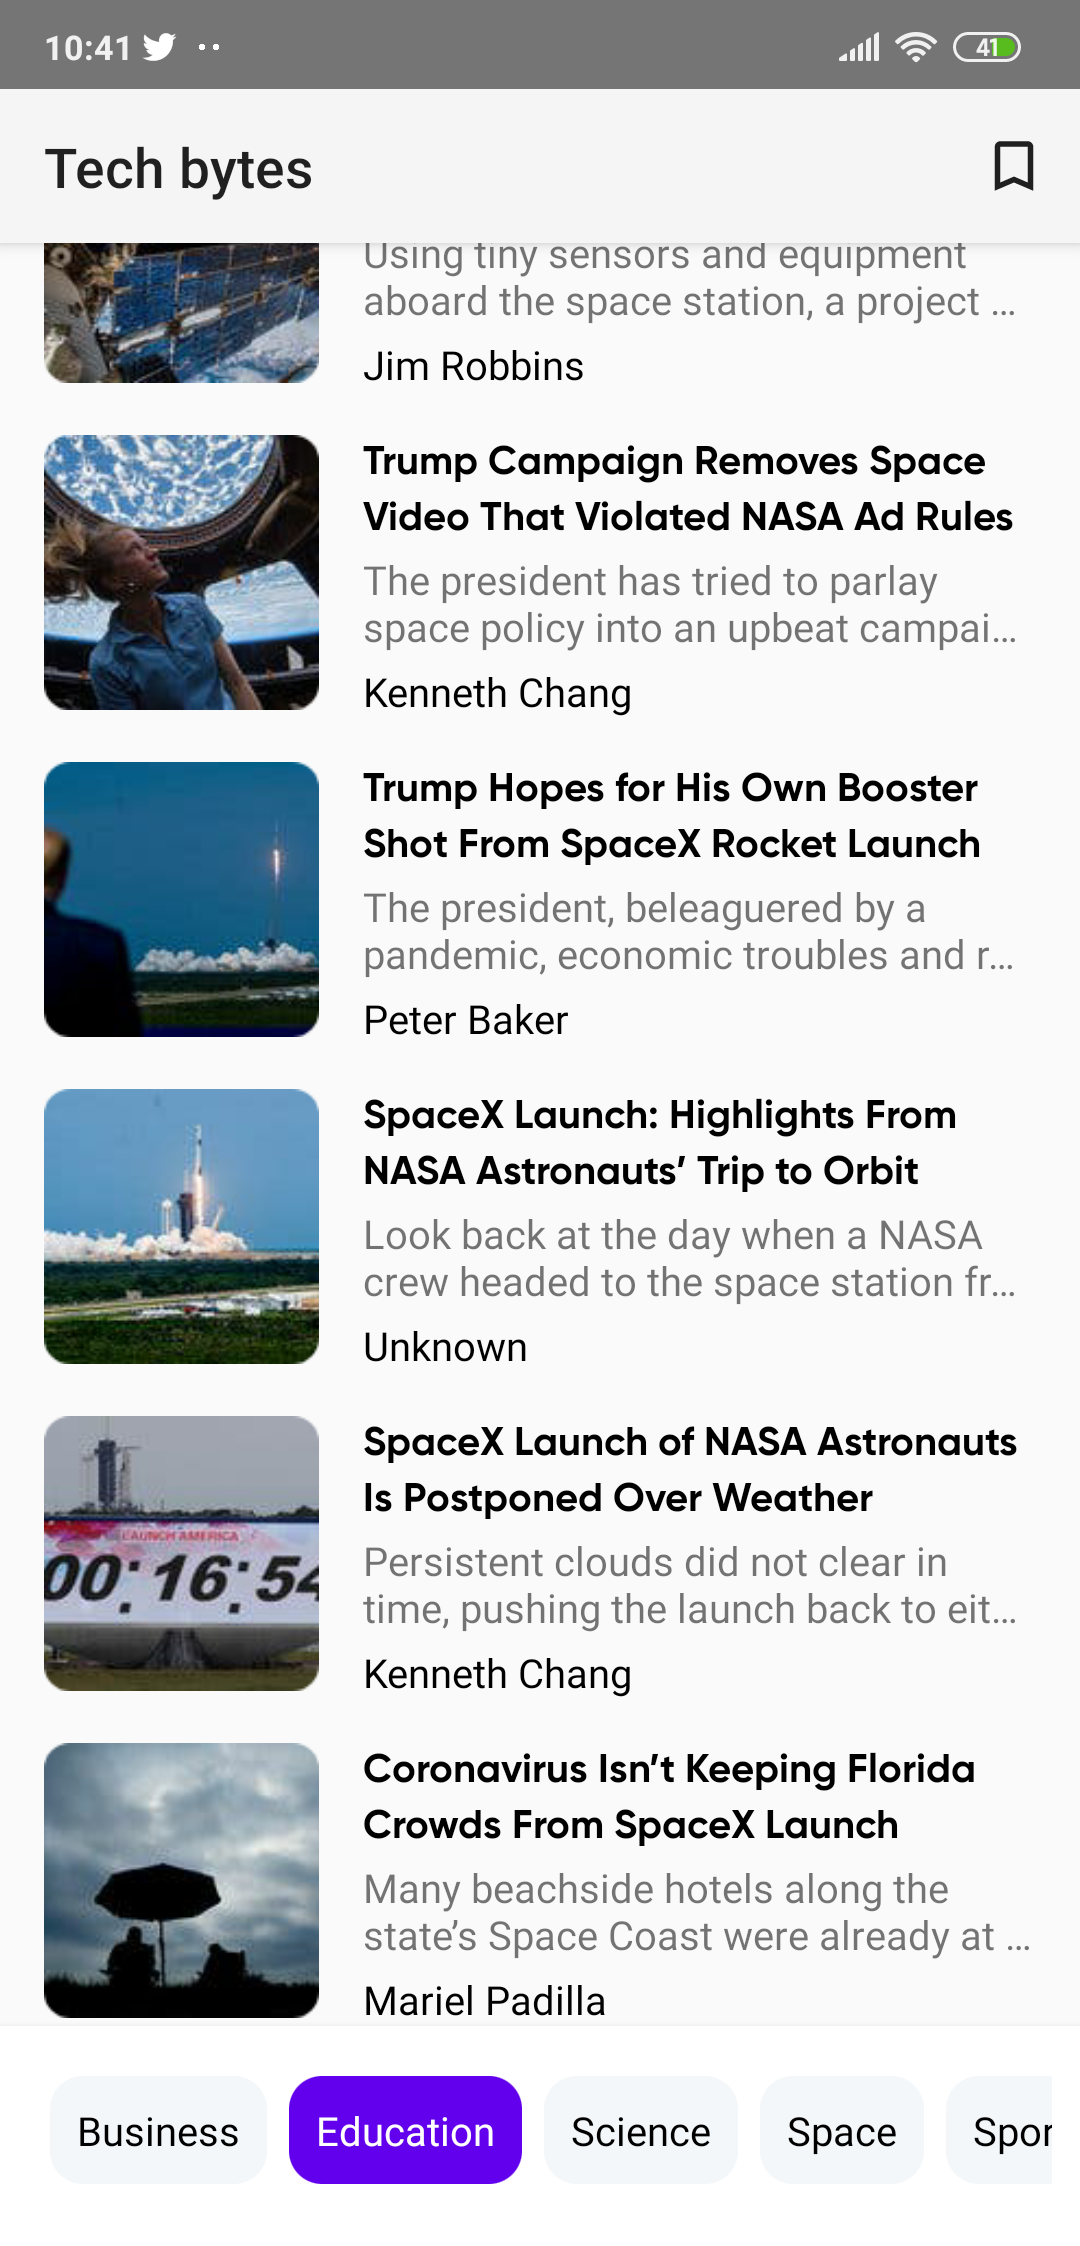 10:41
41
Tech bytes
Using tiny sensors and equipment
aboard the space station, a project ...
Jim Robbins
Trump Campaign Removes Space
Video That Violated NASA Ad Rules
The president has tried to parlay
space policy into an upbeat campai...
Kenneth Chang
Trump Hopes for His Own Booster
Shot From SpaceX Rocket Launch
The president, beleaguered by a
pandemic, economic troubles and r...
Peter Baker
SpaceX Launch: Highlights From
NASA Astronauts’ Trip to Orbit
Look back at the day when a NASA
crew headed to the space station fr...
Unknown
LAUNCH AMERICA
00:16:54
SpaceX Launch of NASA Astronauts
Is Postponed Over Weather
Persistent clouds did not clear in
time, pushing the launch back to eit...
Kenneth Chang
Coronavirus Isn’t Keeping Florida
Crowds From SpaceX Launch
Many beachside hotels along the
state’s Space Coast were already at ...
Mariel Padilla
Business Education Science Space Spor